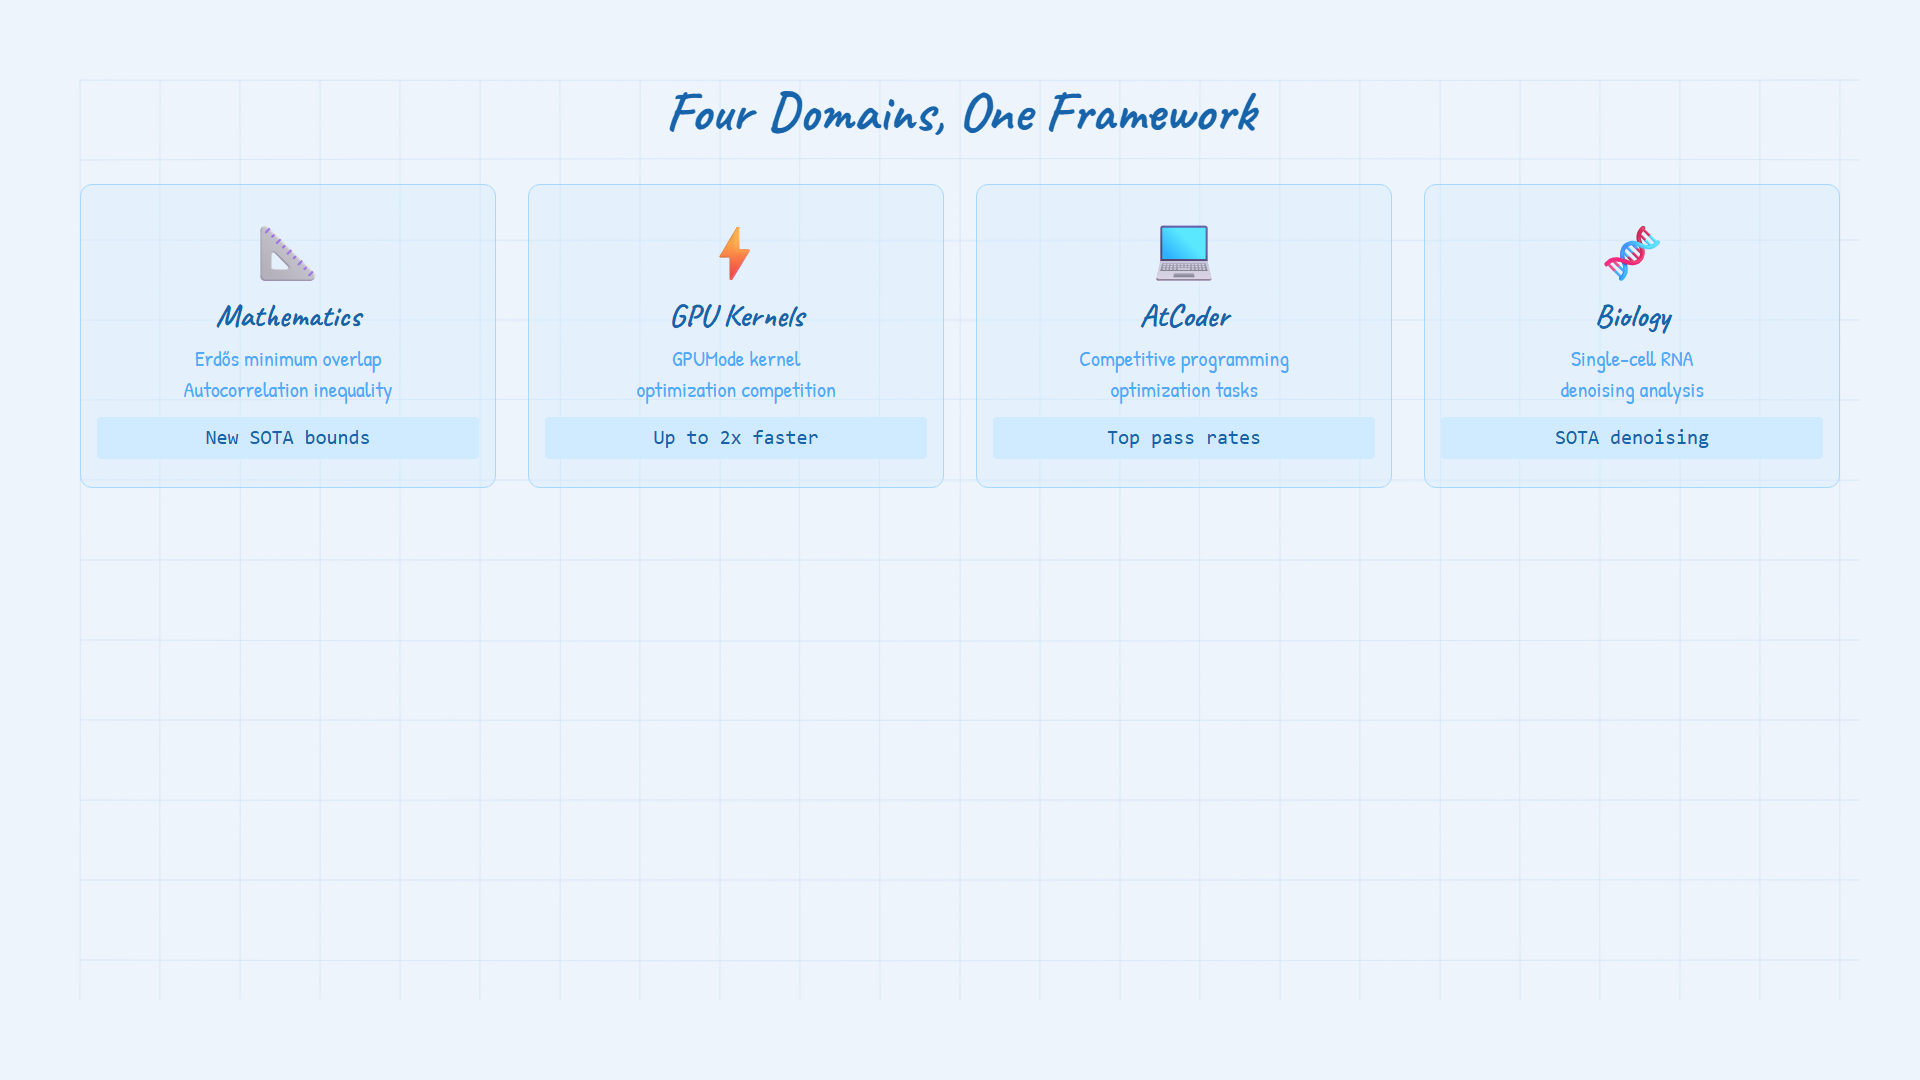 Four Domains, One Framework
Mathematics
Erdős minimum overlap
Autocorrelation inequality
New SOTA bounds
GPU Kernels
GPUMode kernel
optimization competition
Up to 2x faster
AtCoder
Competitive programming
optimization tasks
Top pass rates
Biology
Single-cell RNA
denoising analysis
SOTA denoising